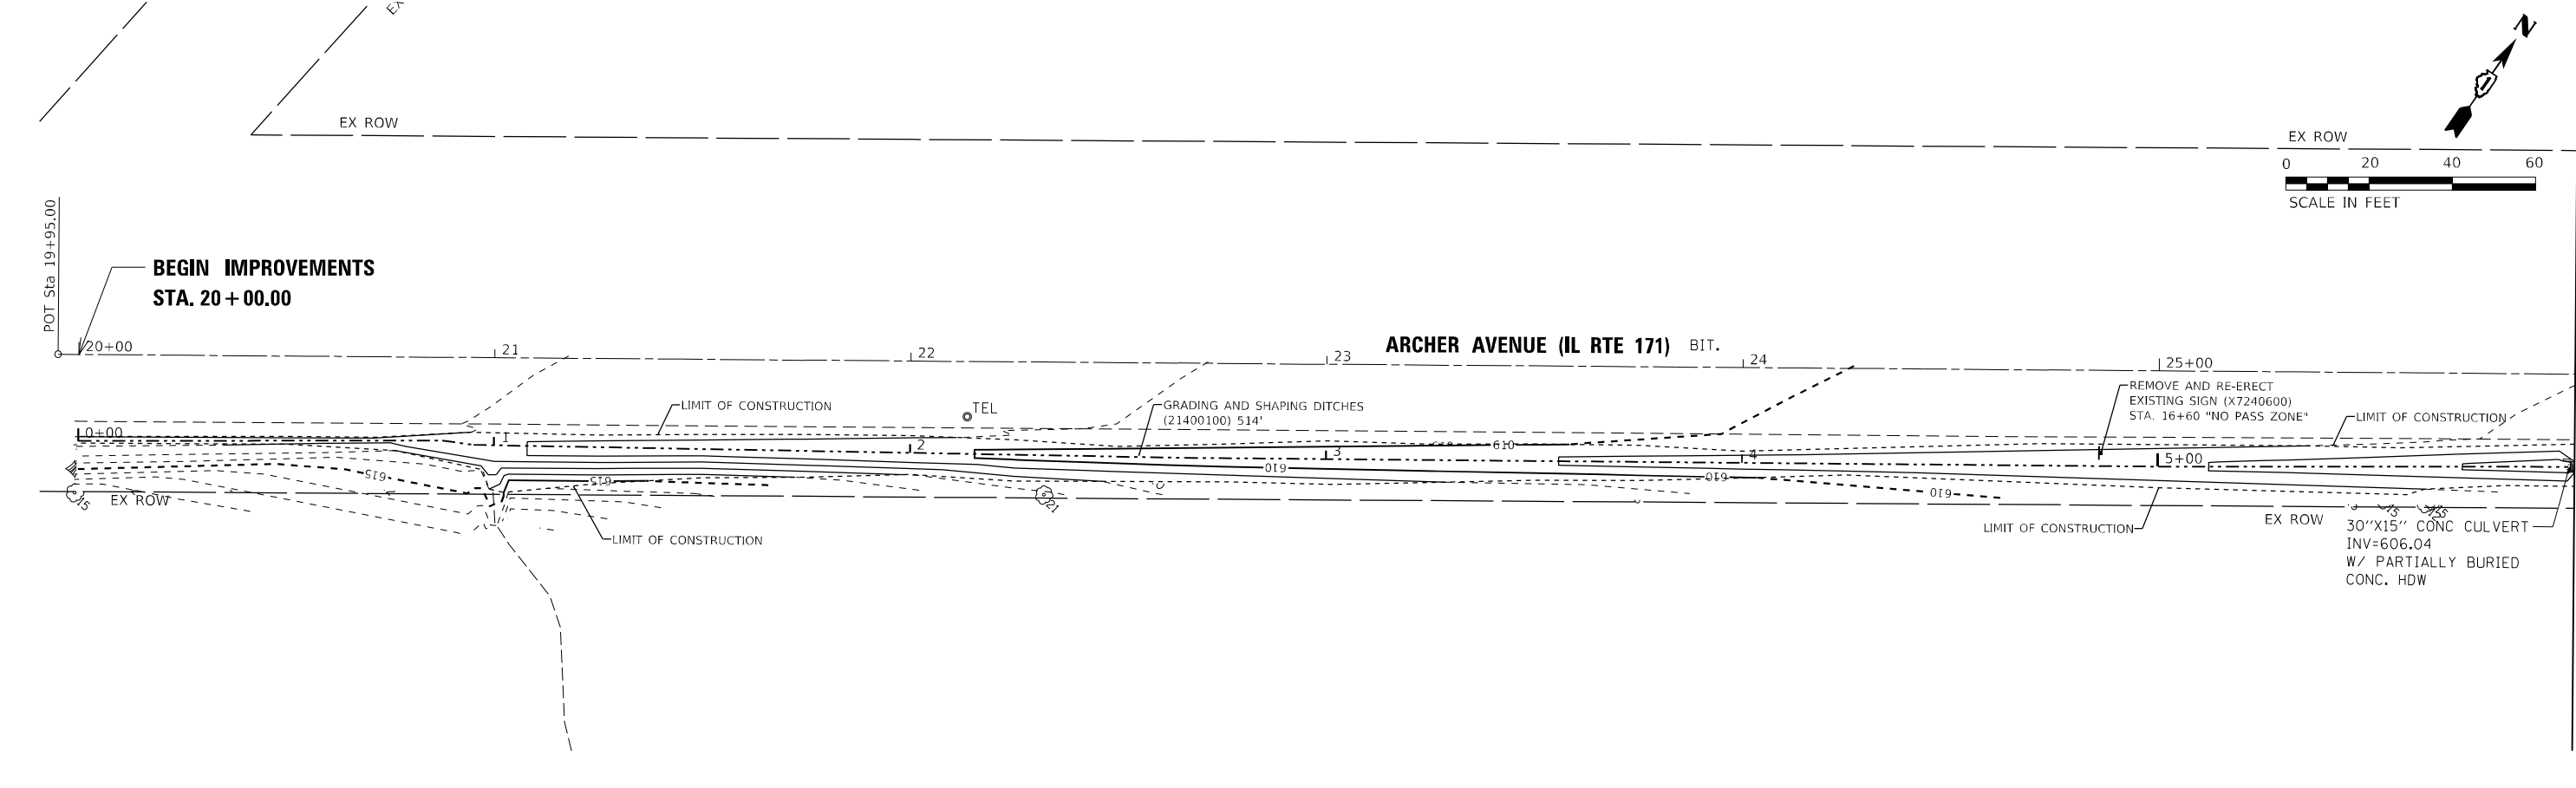 EX
N
EX ROW
EX ROW
0 20 40 60
SCALE IN FEET
POT Sta 19+95.00
BEGIN IMPROVEMENTS
STA. 20+00.00
20+00
21
22
23
ARCHER AVENUE (IL RTE 171) BIT.
24
25+00
REMOVE AND RE-ERECT
EXISTING SIGN (X7240600)
STA. 16+60 "NO PASS ZONE"
LIMIT OF CONSTRUCTION
TEL
GRADING AND SHAPING DITCHES
(21400100) 514'
LIMIT OF CONSTRUCTION
0+00
1
2
3
4
5+00
610
610
610
610
615
615
15
EX ROW
21
LIMIT OF CONSTRUCTION
LIMIT OF CONSTRUCTION
EX ROW
15
30"X15" CONC CULVERT
INV=606.04
W/ PARTIALLY BURIED
CONC. HDW